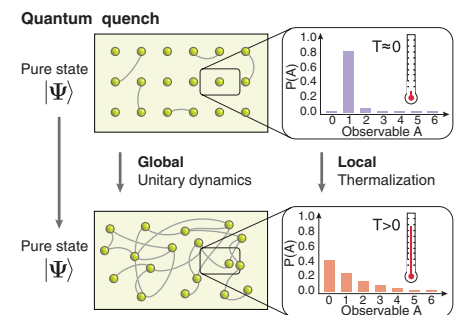 Quantum quench
Pure state
|Ψ⟩
P(A)
1.0
0.8
0.6
0.4
0.2
0.0
T≈0
0 1 2 3 4 5 6
Observable A
Global
Unitary dynamics
Local
Thermalization
Pure state
|Ψ⟩
P(A)
1.0
0.8
0.6
0.4
0.2
0.0
T>0
0 1 2 3 4 5 6
Observable A